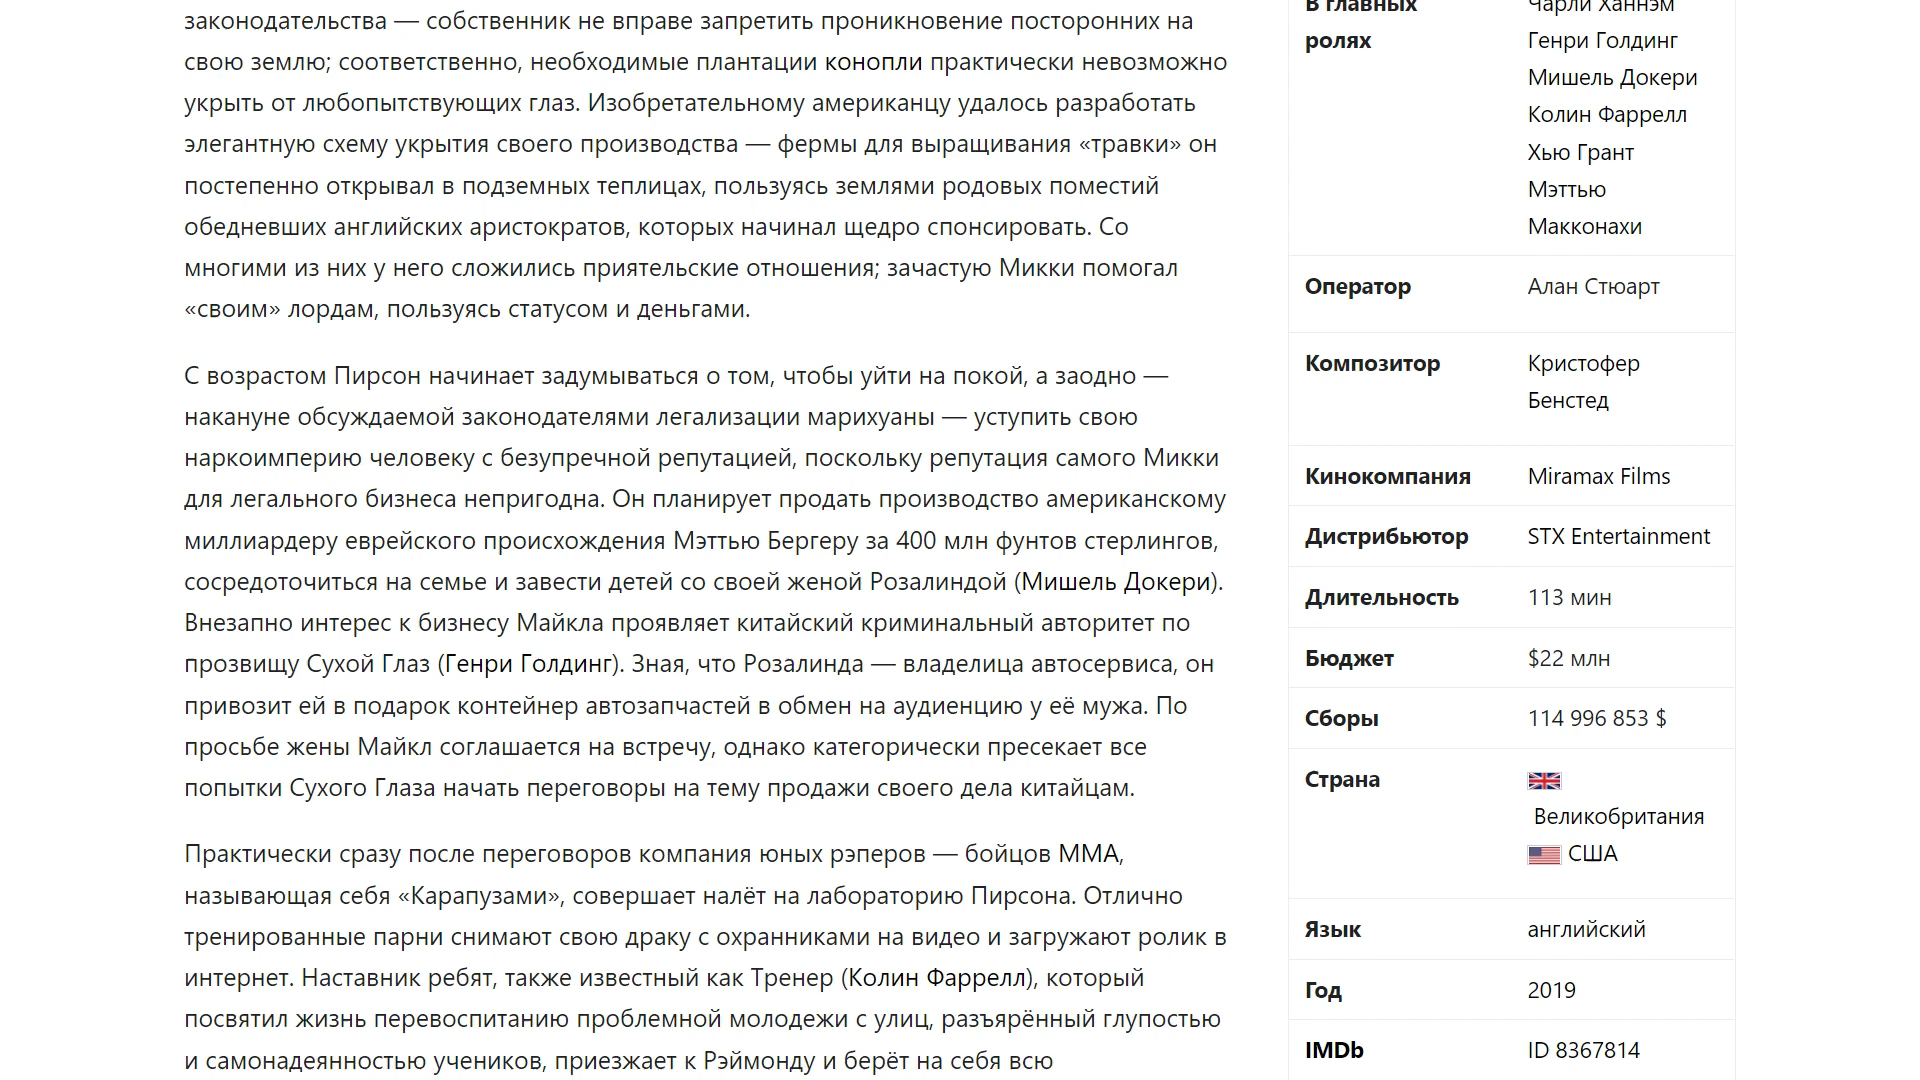 законодательства — собственник не вправе запретить проникновение посторонних на
свою землю; соответственно, необходимые плантации конопли практически невозможно
укрыть от любопытствующих глаз. Изобретательному американцу удалось разработать
элегантную схему укрытия своего производства — фермы для выращивания «травки» он
постепенно открывал в подземных теплицах, пользуясь землями родовых поместий
обедневших английских аристократов, которых начинал щедро спонсировать. Со
многими из них у него сложились приятельские отношения; зачастую Микки помогал
«своим» лордам, пользуясь статусом и деньгами.
С возрастом Пирсон начинает задумываться о том, чтобы уйти на покой, а заодно —
накануне обсуждаемой законодателями легализации марихуаны — уступить свою
наркоимперию человеку с безупречной репутацией, поскольку репутация самого Микки
для легального бизнеса непригодна. Он планирует продать производство американскому
миллиардеру еврейского происхождения Мэттью Бергеру за 400 млн фунтов стерлингов,
сосредоточиться на семье и завести детей со своей женой Розалиндой (Мишель Докери).
Внезапно интерес к бизнесу Майкла проявляет китайский криминальный авторитет по
прозвищу Сухой Глаз (Генри Голдинг). Зная, что Розалинда — владелица автосервиса, он
привозит ей в подарок контейнер автозапчастей в обмен на аудиенцию у её мужа. По
просьбе жены Майкл соглашается на встречу, однако категорически пресекает все
попытки Сухого Глаза начать переговоры на тему продажи своего дела китайцам.
Практически сразу после переговоров компания юных рэперов — бойцов ММА,
называющая себя «Карапузами», совершает налёт на лабораторию Пирсона. Отлично
тренированные парни снимают свою драку с охранниками на видео и загружают ролик в
интернет. Наставник ребят, также известный как Тренер (Колин Фаррелл), который
посвятил жизнь перевоспитанию проблемной молодежи с улиц, разъярённый глупостью
и самонадеянностью учеников, приезжает к Рэймонду и берёт на себя всю
В главных
ролях
Чарли Ханнэм
Генри Голдинг
Мишель Докери
Колин Фаррелл
Хью Грант
Мэттью
Макконахи
Оператор
Алан Стюарт
Композитор
Кристофер
Бенстед
Кинокомпания
Miramax Films
Дистрибьютор
STX Entertainment
Длительность
113 мин
Бюджет
$22 млн
Сборы
114 996 853 $
Страна
Великобритания
США
Язык
английский
Год
2019
IMDb
ID 8367814